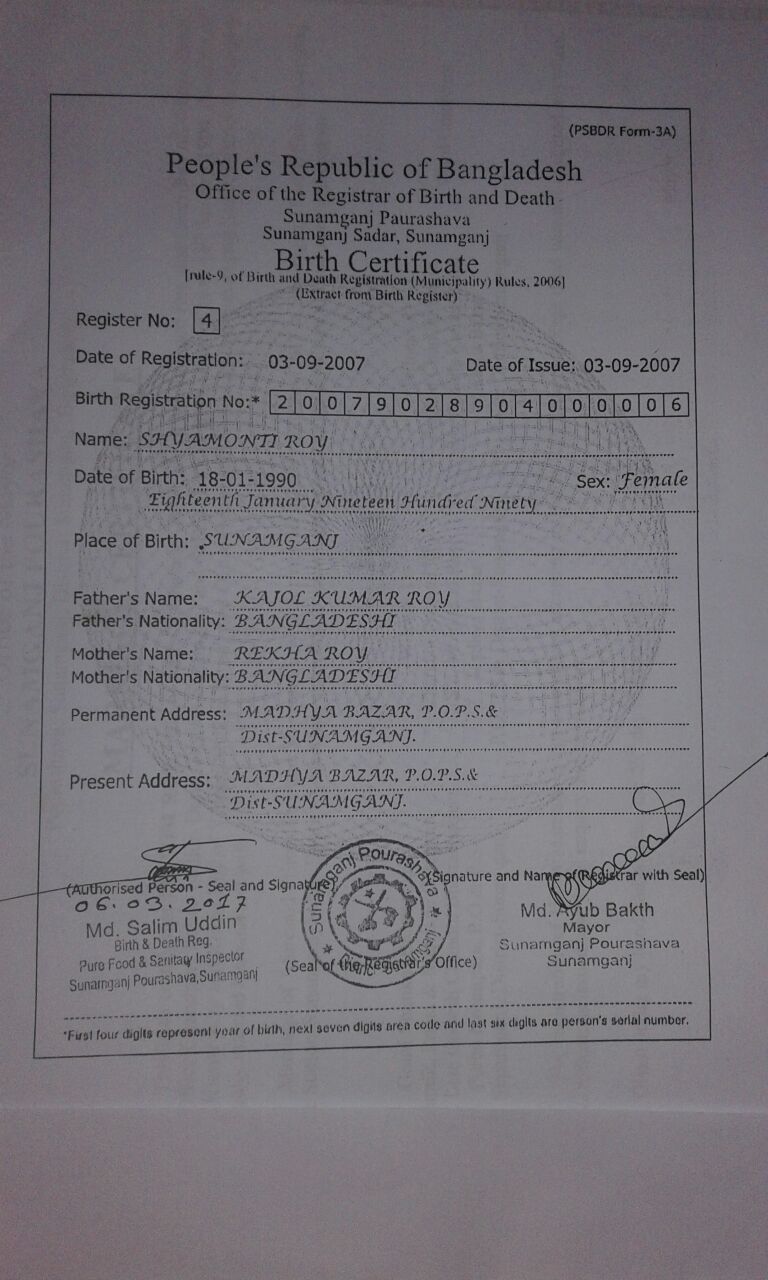 (PSBDR Form-3A)
People's Republic of Bangladesh
Office of the Registrar of Birth and Death
Sunamganj Paurashava
Sunamganj Sadar, Sunamganj
Birth Certificate
[rule-9, of Birth and Death Registration (Municipality) Rules, 2006]
(Extract from Birth Register)
Register No: 4
Date of Registration: 03-09-2007 Date of Issue: 03-09-2007
Birth Registration No:* 2 0 0 7 9 0 2 8 9 0 4 0 0 0 0 0 6
Name: SHYAMONTI ROY
Date of Birth: 18-01-1990 Sex: Female
Eighteenth January Nineteen Hundred Ninety
Place of Birth: SUNAMGANJ
Father's Name: KAJOL KUMAR ROY
Father's Nationality: BANGLADESHI
Mother's Name: REKHA ROY
Mother's Nationality: BANGLADESHI
Permanent Address: MADHYA BAZAR, P.O.P.S.&
Dist-SUNAMGANJ.
Present Address: MADHYA BAZAR, P.O.P.S.&
Dist-SUNAMGANJ.
(Authorised Person - Seal and Signature) (Signature and Name of Registrar with Seal)
06.03.2017
Md. Salim Uddin
Birth & Death Reg.
Pure Food & Sanitary Inspector
Sunamganj Pourashava, Sunamganj
Sunamganj Pourashava
(Seal of the Registrar's Office)
Md. Ayub Bakth
Mayor
Sunamganj Pourashava
Sunamganj
*First four digits represent year of birth, next seven digits area code and last six digits are person's serial number.